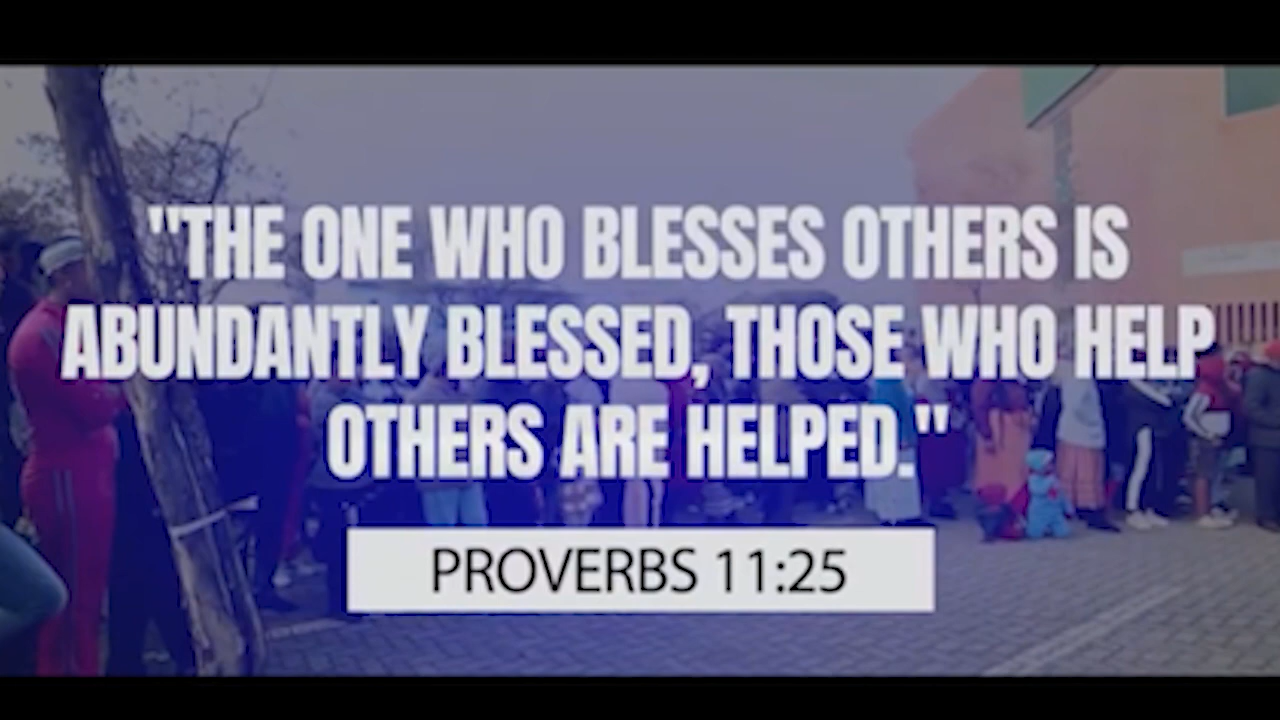 "THE ONE WHO BLESSES OTHERS IS
ABUNDANTLY BLESSED, THOSE WHO HELP
OTHERS ARE HELPED."
PROVERBS 11:25